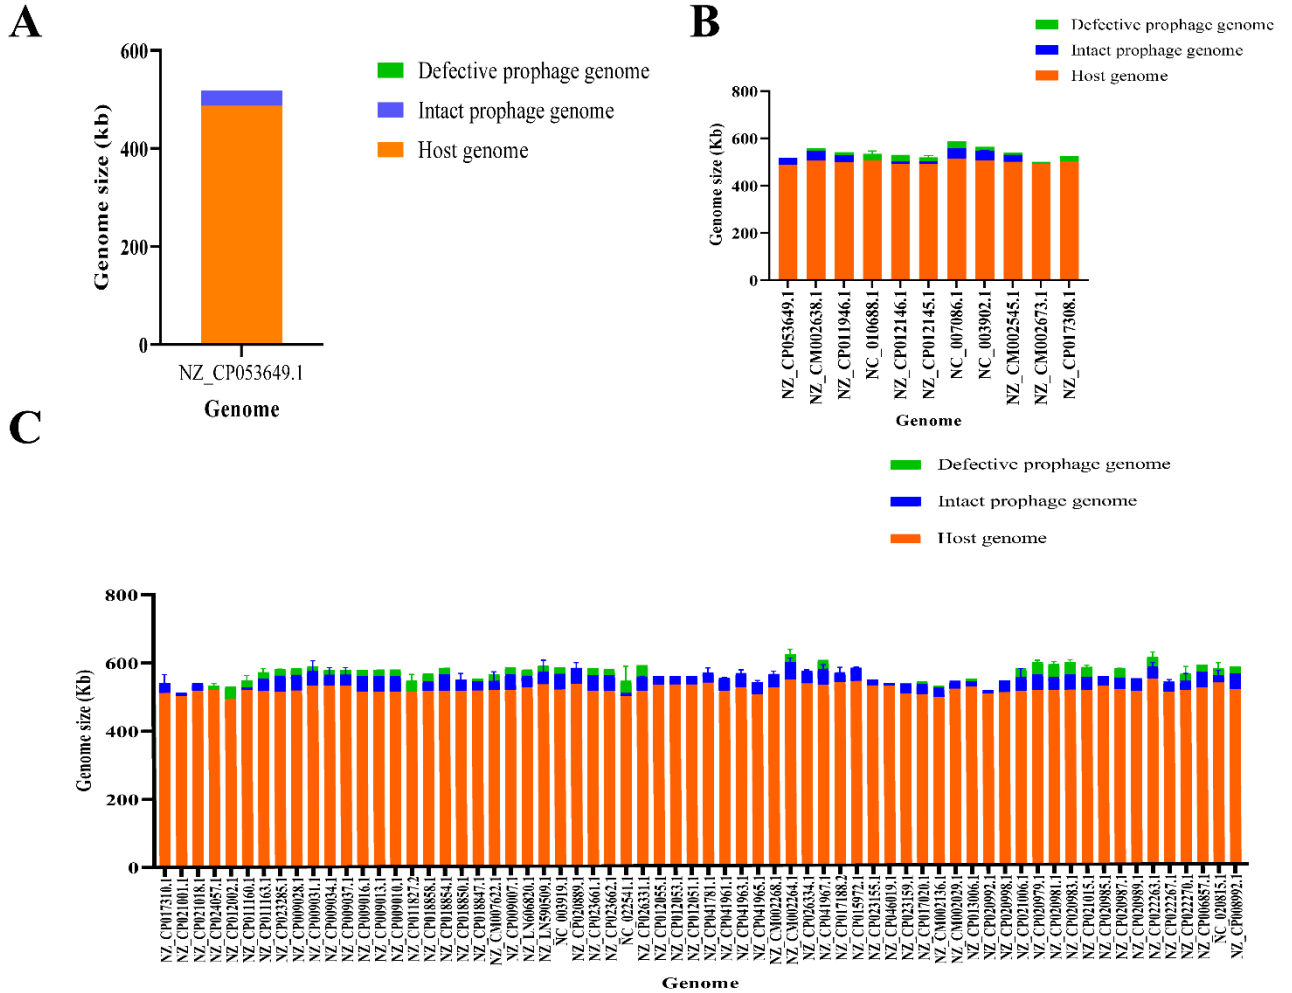 A
600
400
200
0
Genome size (kb)
Defective prophage genome
Intact prophage genome
Host genome
NZ_CP053649.1
Genome
B
Defective prophage genome
Intact prophage genome
Host genome
800
600
400
200
0
Genome size (Kb)
NZ_CP053649.1
NZ_CM002638.1
NZ_CP011946.1
NC_010688.1
NZ_CP012146.1
NZ_CP012145.1
NC_007086.1
NC_003902.1
NZ_CM002545.1
NZ_CM002673.1
NZ_CP017308.1
Genome
C
Defective prophage genome
Intact prophage genome
Host genome
800
600
400
200
0
Genome size (Kb)
NZ_CP017310.1
NZ_CP021001.1
NZ_CP021018.1
NZ_CP024057.1
NZ_CP012002.1
NZ_CP011160.1
NZ_CP011163.1
NZ_CP023285.1
NZ_CP009028.1
NZ_CP009031.1
NZ_CP009034.1
NZ_CP009037.1
NZ_CP009016.1
NZ_CP009013.1
NZ_CP009010.1
NZ_CP011827.2
NZ_CP018858.1
NZ_CP018854.1
NZ_CP018850.1
NZ_CP018847.1
NZ_CM007622.1
NZ_CP009007.1
NZ_LN606820.1
NZ_LN590509.1
NC_003919.1
NZ_CP020889.1
NZ_CP023661.1
NZ_CP023662.1
NC_022541.1
NZ_CP026331.1
NZ_CP012055.1
NZ_CP012053.1
NZ_CP012051.1
NZ_CP041781.1
NZ_CP041961.1
NZ_CP041963.1
NZ_CP041965.1
NZ_CM002268.1
NZ_CM002264.1
NZ_CP026334.1
NZ_CP041967.1
NZ_CP017188.2
NZ_CP015972.1
NZ_CP023155.1
NZ_CP046019.1
NZ_CP023159.1
NZ_CP017020.1
NZ_CM002136.1
NZ_CM002029.1
NZ_CP013006.1
NZ_CP020992.1
NZ_CP020998.1
NZ_CP021006.1
NZ_CP020979.1
NZ_CP020981.1
NZ_CP020983.1
NZ_CP021015.1
NZ_CP020985.1
NZ_CP020987.1
NZ_CP020989.1
NZ_CP022263.1
NZ_CP022267.1
NZ_CP022270.1
NZ_CP000857.1
NC_020815.1
NZ_CP008992.1
Genome